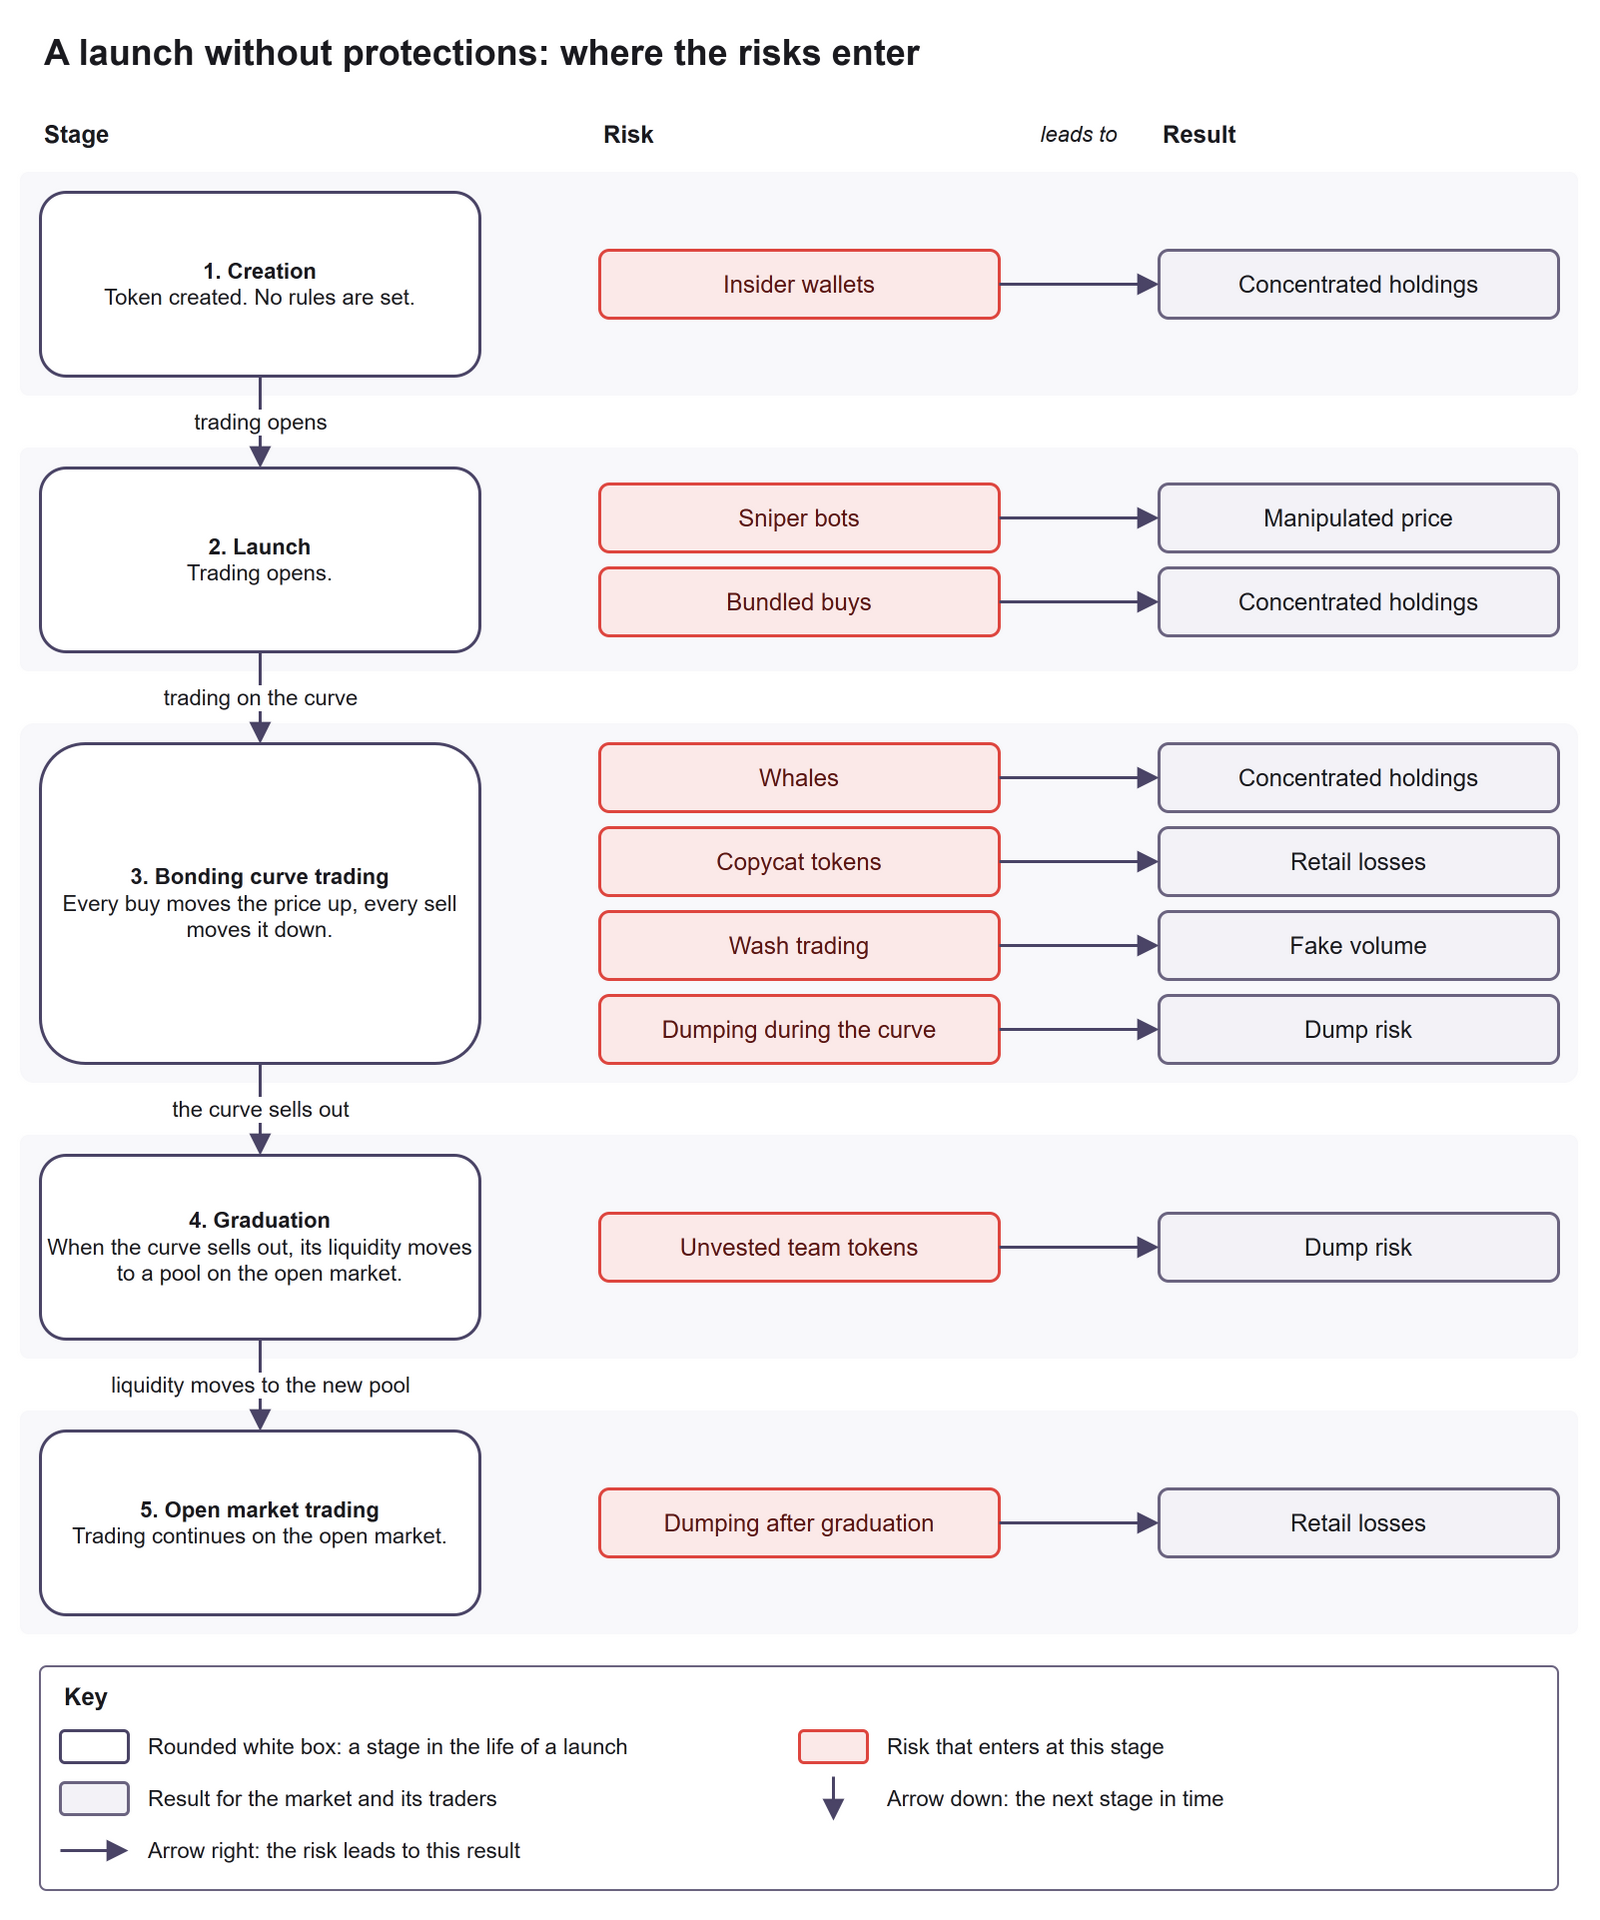 A launch without protections: where the risks enter
Stage
Risk
leads to
Result
1. Creation
Token created. No rules are set.
Insider wallets
Concentrated holdings
trading opens
2. Launch
Trading opens.
Sniper bots
Manipulated price
Bundled buys
Concentrated holdings
trading on the curve
3. Bonding curve trading
Every buy moves the price up, every sell
moves it down.
Whales
Concentrated holdings
Copycat tokens
Retail losses
Wash trading
Fake volume
Dumping during the curve
Dump risk
the curve sells out
4. Graduation
When the curve sells out, its liquidity moves
to a pool on the open market.
Unvested team tokens
Dump risk
liquidity moves to the new pool
5. Open market trading
Trading continues on the open market.
Dumping after graduation
Retail losses
Key
Rounded white box: a stage in the life of a launch
Risk that enters at this stage
Result for the market and its traders
Arrow down: the next stage in time
Arrow right: the risk leads to this result